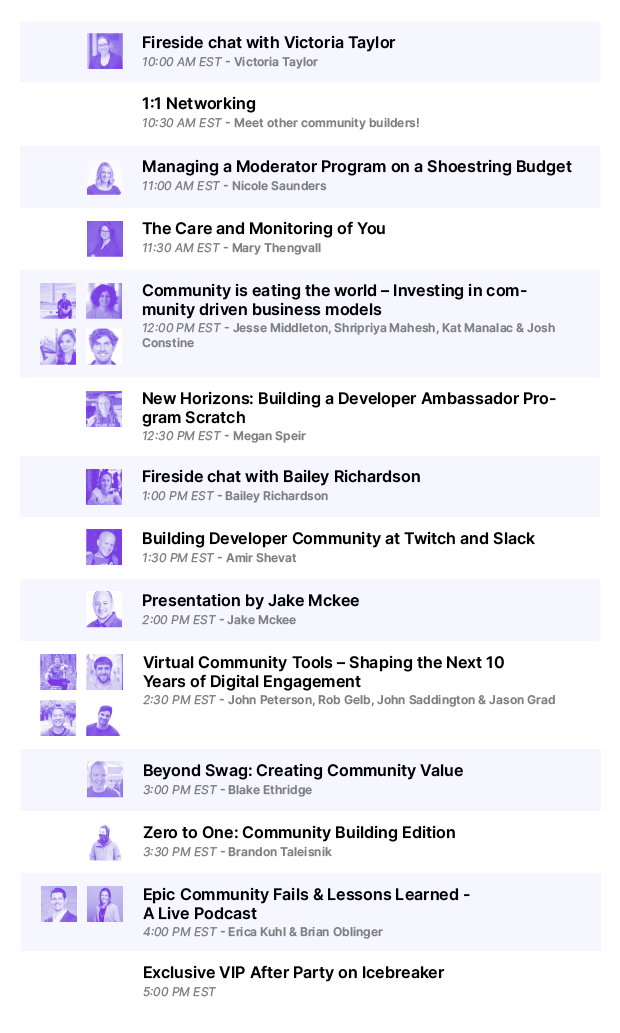 Fireside chat with Victoria Taylor
10:00 AM EST - Victoria Taylor
1:1 Networking
10:30 AM EST - Meet other community builders!
Managing a Moderator Program on a Shoestring Budget
11:00 AM EST - Nicole Saunders
The Care and Monitoring of You
11:30 AM EST - Mary Thengvall
Community is eating the world – Investing in com-
munity driven business models
12:00 PM EST - Jesse Middleton, Shripriya Mahesh, Kat Manalac & Josh
Constine
New Horizons: Building a Developer Ambassador Pro-
gram Scratch
12:30 PM EST - Megan Speir
Fireside chat with Bailey Richardson
1:00 PM EST - Bailey Richardson
Building Developer Community at Twitch and Slack
1:30 PM EST - Amir Shevat
Presentation by Jake Mckee
2:00 PM EST - Jake Mckee
Virtual Community Tools – Shaping the Next 10
Years of Digital Engagement
2:30 PM EST - John Peterson, Rob Gelb, John Saddington & Jason Grad
Beyond Swag: Creating Community Value
3:00 PM EST - Blake Ethridge
Zero to One: Community Building Edition
3:30 PM EST - Brandon Taleisnik
Epic Community Fails & Lessons Learned -
A Live Podcast
4:00 PM EST - Erica Kuhl & Brian Oblinger
Exclusive VIP After Party on Icebreaker
5:00 PM EST